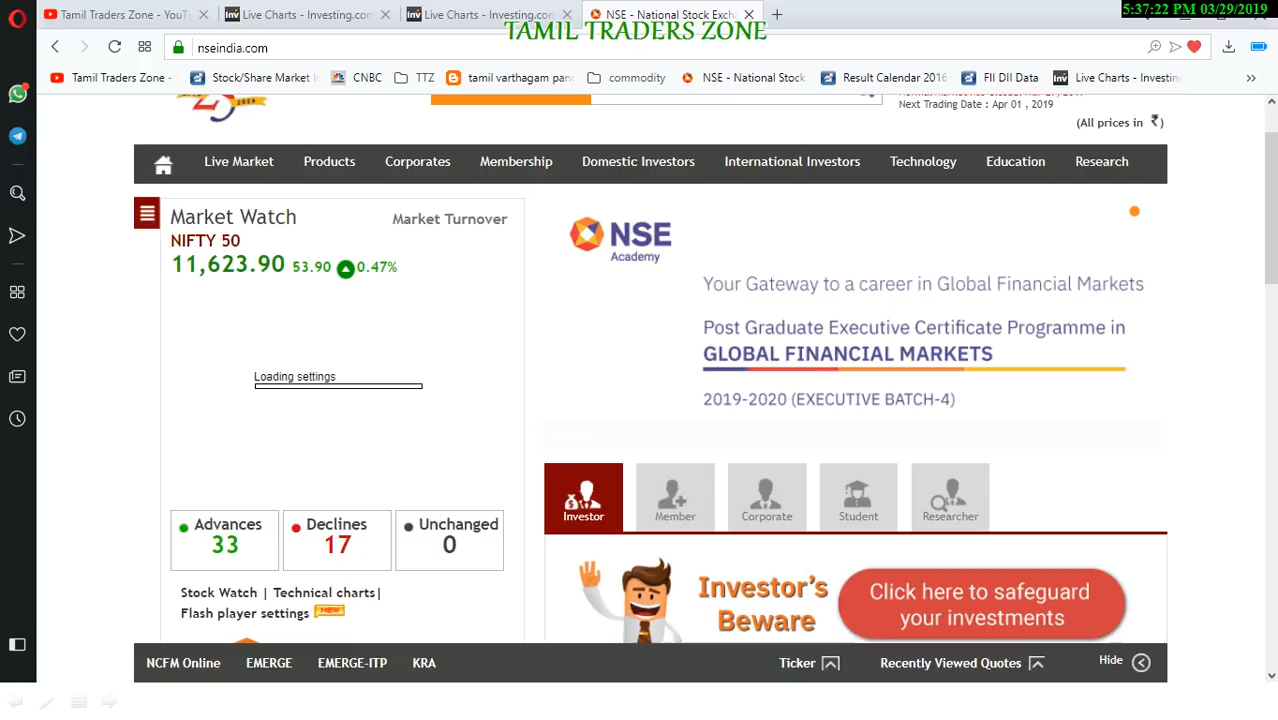 Tamil Traders Zone - YouT
Live Charts - Investing.com
Live Charts - Investing.com
NSE - National Stock Exch
5:37:22 PM 03/29/2019
TAMIL TRADERS ZONE
nseindia.com
Tamil Traders Zone -
Stock/Share Market
CNBC
TTZ
tamil varthagam pan
commodity
NSE - National Stock
Result Calendar 2016
FII DII Data
Live Charts - Investin
2019
Next Trading Date : Apr 01 , 2019
(All prices in ₹)
Live Market
Products
Corporates
Membership
Domestic Investors
International Investors
Technology
Education
Research
Market Watch
Market Turnover
NIFTY 50
11,623.90 53.90 0.47%
Loading settings
Advances
33
Declines
17
Unchanged
0
Stock Watch | Technical charts|
Flash player settings NEW
NSE
Academy
Your Gateway to a career in Global Financial Markets
Post Graduate Executive Certificate Programme in
GLOBAL FINANCIAL MARKETS
2019-2020 (EXECUTIVE BATCH-4)
Investor
Member
Corporate
Student
Researcher
Investor's
Beware
Click here to safeguard
your investments
NCFM Online
EMERGE
EMERGE-ITP
KRA
Ticker
Recently Viewed Quotes
Hide